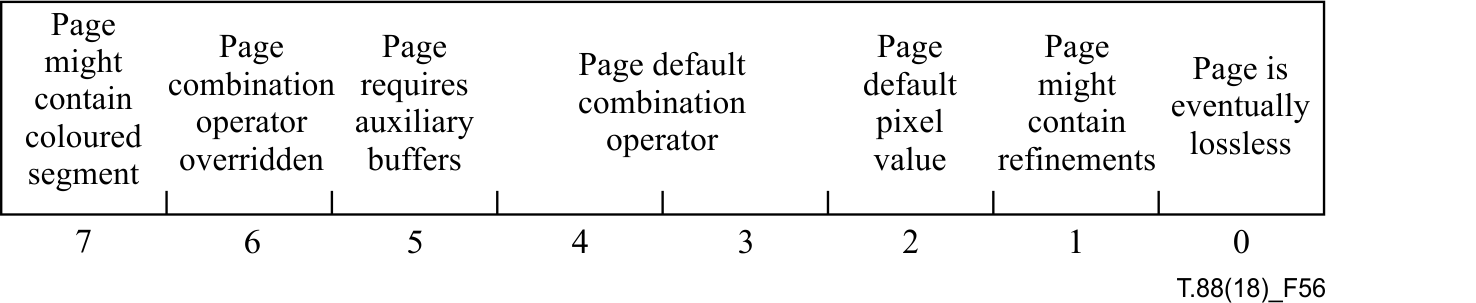 Page
might
contain
coloured
segment
Page
combination
operator
overridden
Page
requires
auxiliary
buffers
Page default
combination
operator
Page
default
pixel
value
Page
might
contain
refinements
Page is
eventually
lossless
7 6 5 4 3 2 1 0
T.88(18)_F56